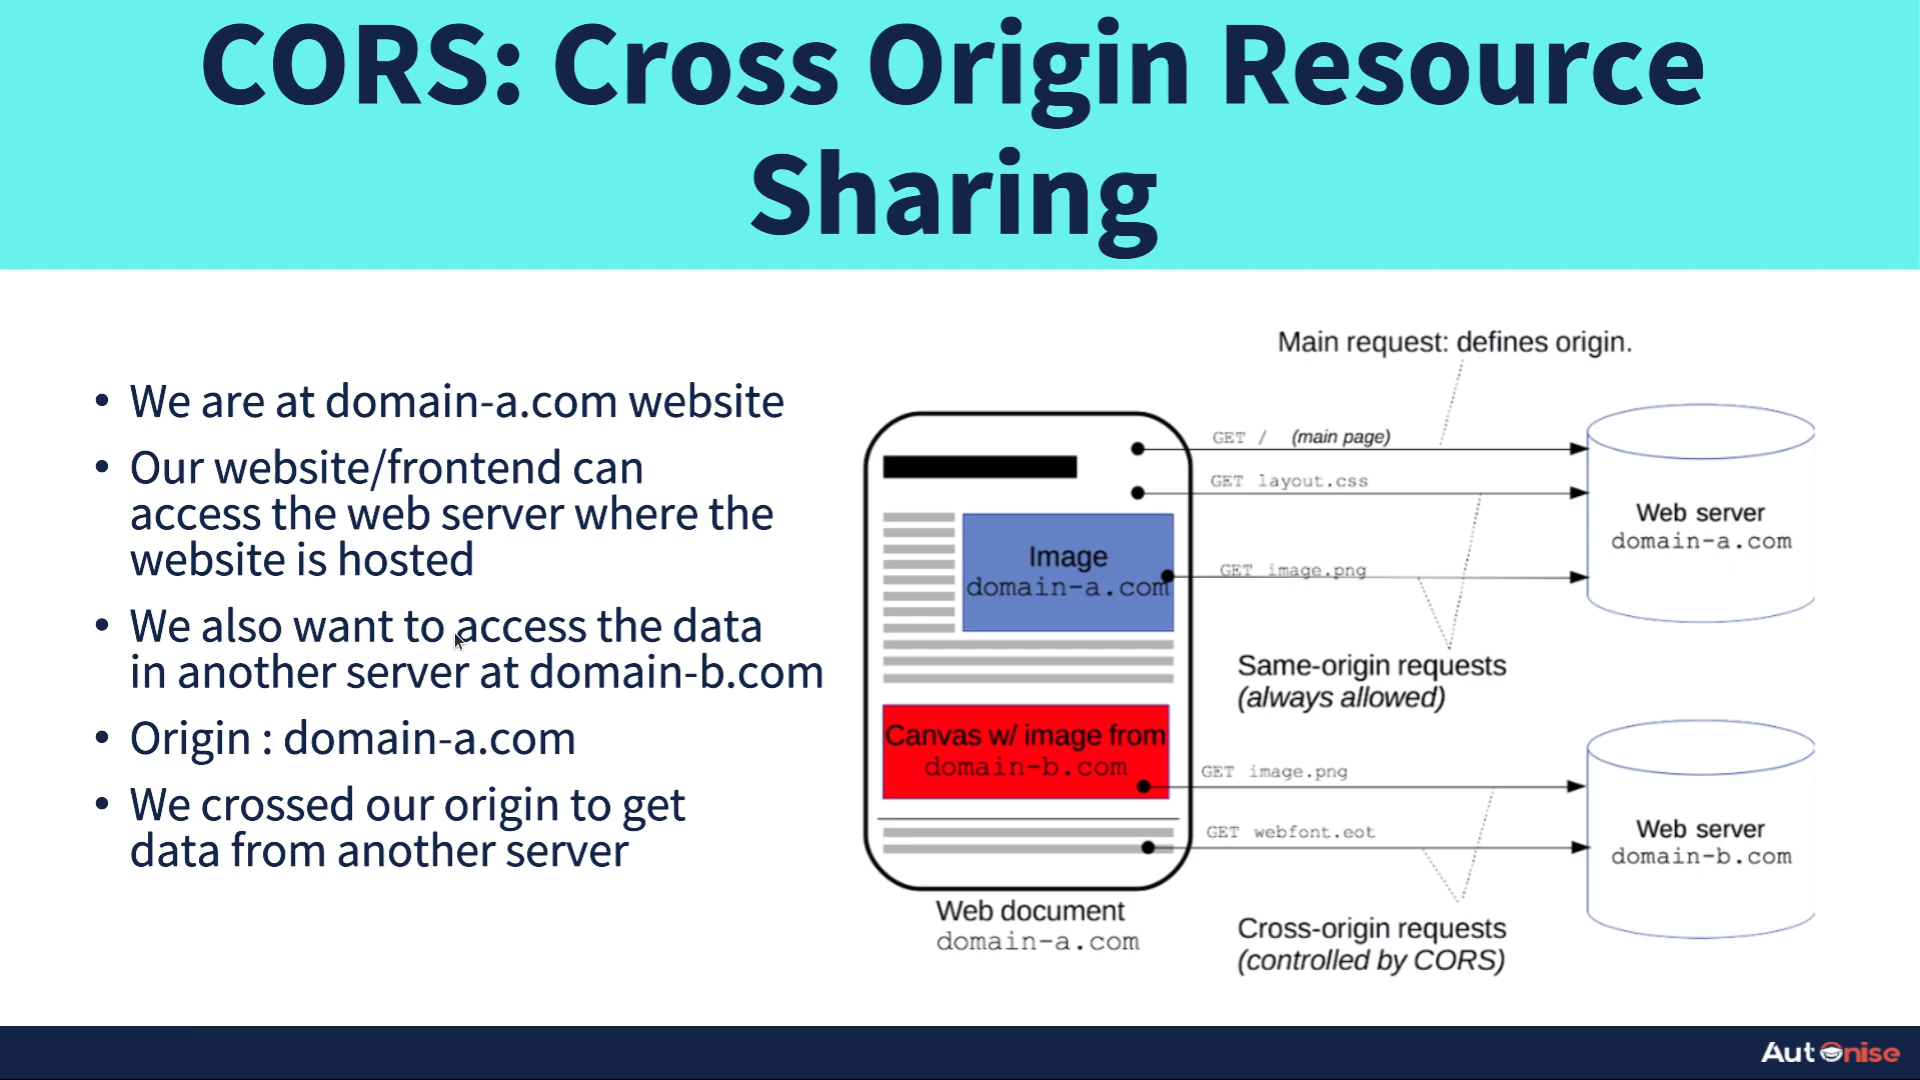 CORS: Cross Origin Resource
Sharing
• We are at domain-a.com website
• Our website/frontend can
access the web server where the
website is hosted
• We also want to access the data
in another server at domain-b.com
• Origin : domain-a.com
• We crossed our origin to get
data from another server
Main request: defines origin.
GET / (main page)
GET layout.css
Image
domain-a.com
GET image.png
Web server
domain-a.com
Same-origin requests
(always allowed)
Canvas w/ image from
domain-b.com
GET image.png
GET webfont.eot
Web server
domain-b.com
Web document
domain-a.com
Cross-origin requests
(controlled by CORS)
AutOnise